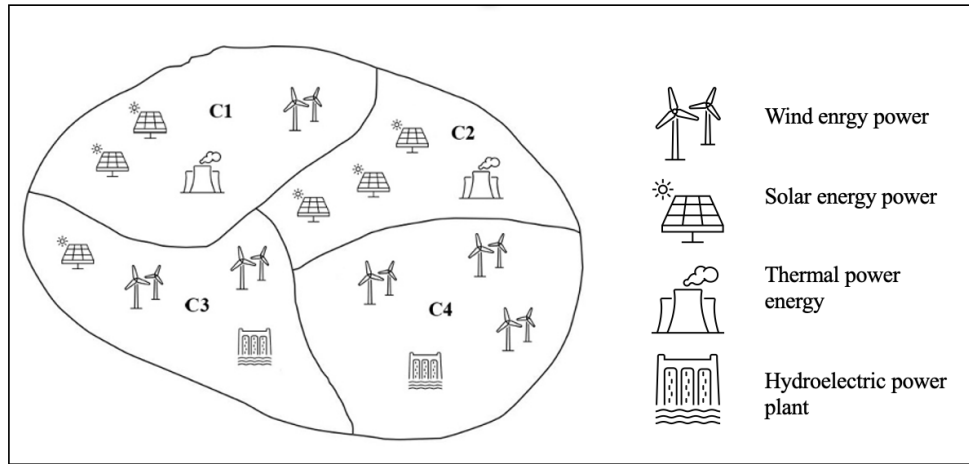 C1
C2
C3
C4
Wind enrgy power
Solar energy power
Thermal power
energy
Hydroelectric power
plant